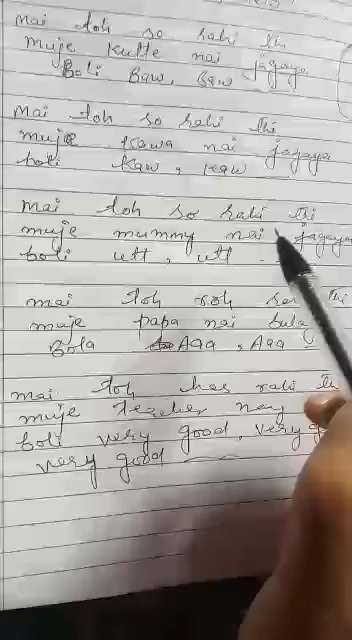 mai toh so rahi thi
muje kutte nai jagaya
Boli Baw, Baw
Mai toh so rahi thi
muje kawa nai jagaya
boli kaw, kaw
mai toh so rahi thi
muje mummy nai jagaya
boli utt, utt
mai toh roh rahi thi
muje papa nai
Bola Aaa, Aaa
mai toh has rahi
muje teacher ney
boli very good, very
very good